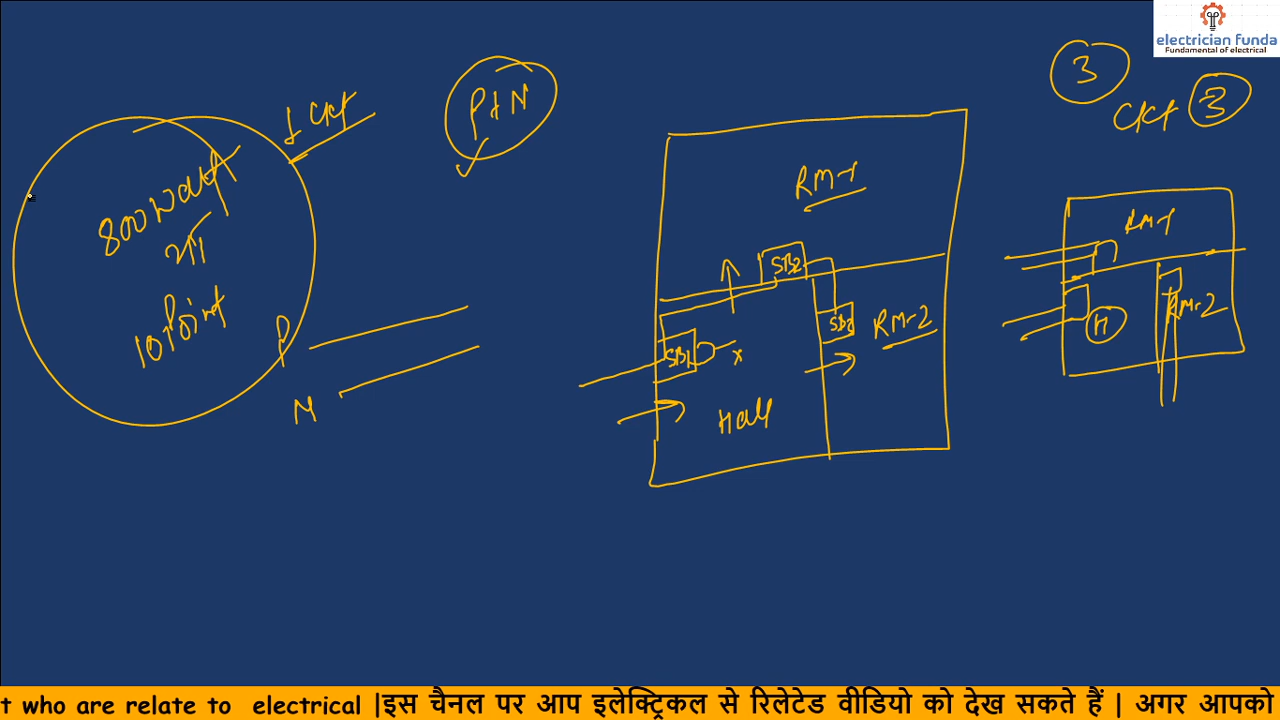 electrician funda
Fundamental of electrical
3
Ckt 3
1 Ckt
P+N
800 watt
या
10 Point
P
N
RM-1
SB2
SB1
x
RM-2
Hall
RM-1
H
RM-2
t who are relate to electrical |इस चैनल पर आप इलेक्ट्रिकल से रिलेटेड वीडियो को देख सकते हैं | अगर आपको